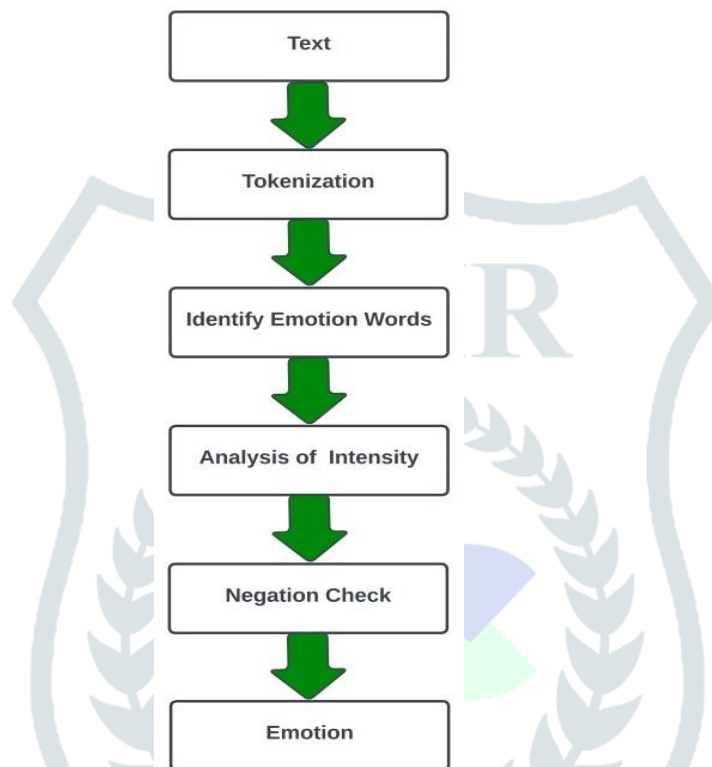 Text
Tokenization
Identify Emotion Words
R
Analysis of Intensity
Negation Check
Emotion